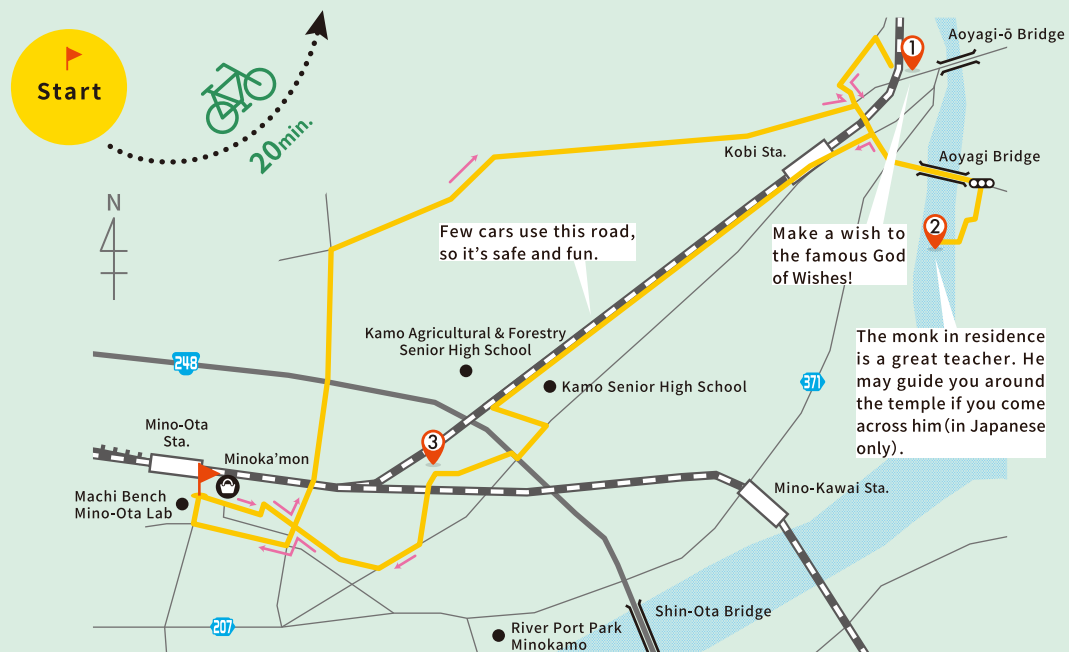 Start
20min.
N
1
Aoyagi-ō Bridge
Kobi Sta.
Aoyagi Bridge
2
Few cars use this road,
so it's safe and fun.
Make a wish to
the famous God
of Wishes!
The monk in residence
is a great teacher. He
may guide you around
the temple if you come
across him(in Japanese
only).
Kamo Agricultural & Forestry
Senior High School
248
Kamo Senior High School
371
Mino-Ota
Sta.
3
Minoka'mon
Machi Bench
Mino-Ota Lab
Mino-Kawai Sta.
Shin-Ota Bridge
207
River Port Park
Minokamo